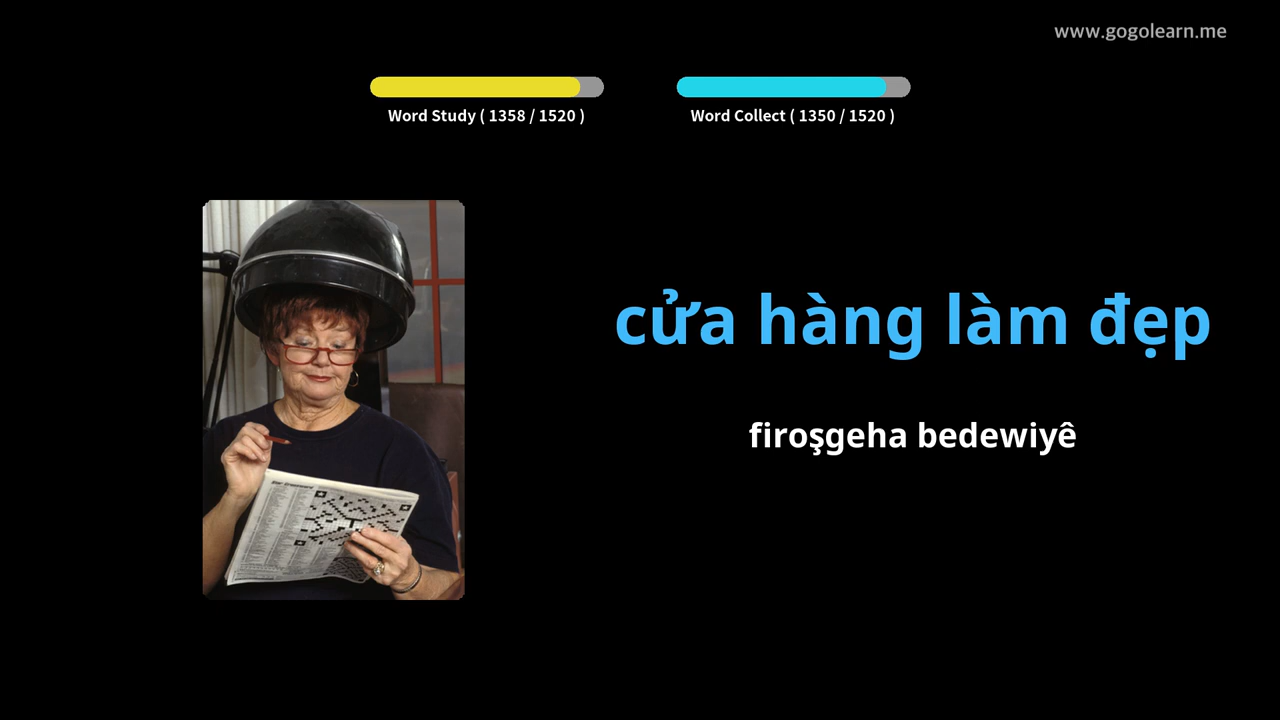 www.gogolearn.me
Word Study ( 1358 / 1520 )
Word Collect ( 1350 / 1520 )
cửa hàng làm đẹp
firoşgeha bedewiyê